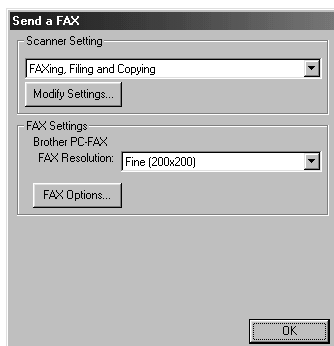 Send a FAX
Scanner Setting
FAXing, Filing and Copying
Modify Settings...
FAX Settings
Brother PC-FAX
FAX Resolution: Fine (200x200)
FAX Options...
OK